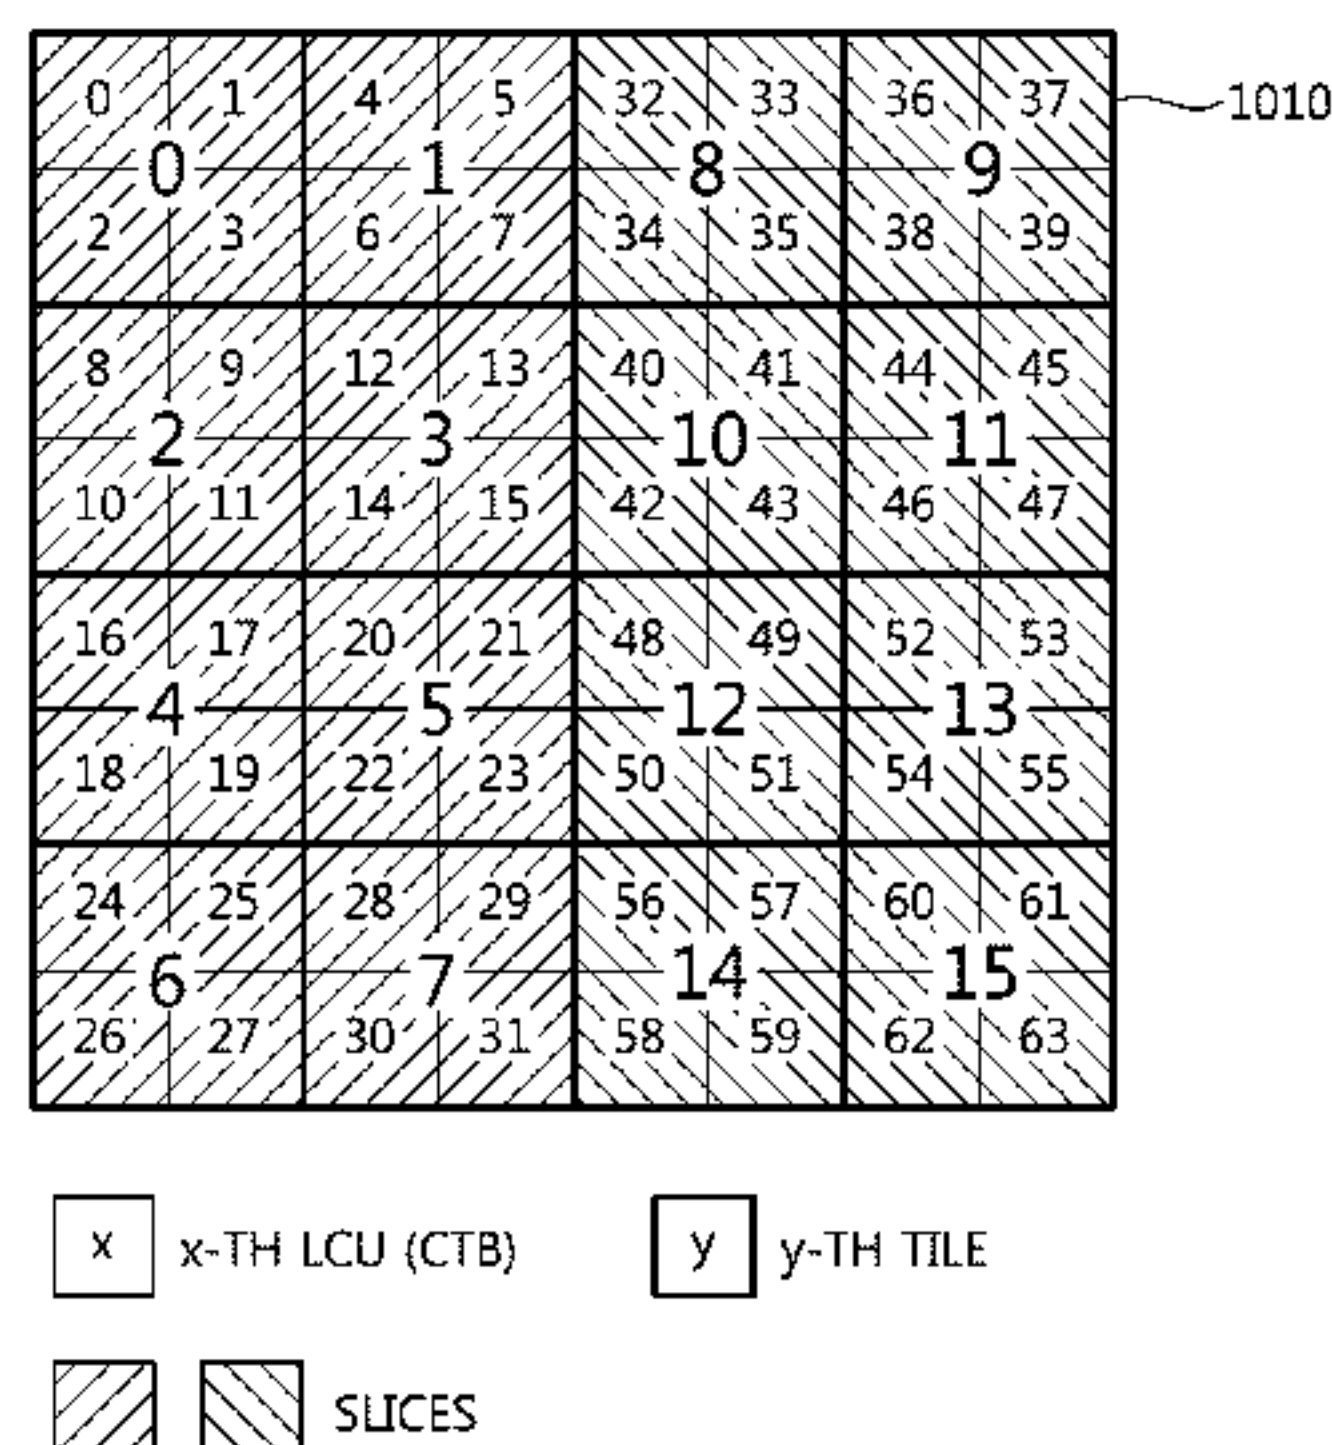 0 1 4 5 32 33 36 37 1010
0 1 8 9
2 3 6 7 34 35 38 39
8 9 12 13 40 41 44 45
2 3 10 11
10 11 14 15 42 43 46 47
16 17 20 21 48 49 52 53
4 5 12 13
18 19 22 23 50 51 54 55
24 25 28 29 56 57 60 61
6 7 14 15
26 27 30 31 58 59 62 63
x x-TH LCU (CTB) y y-TH TILE
SLICES